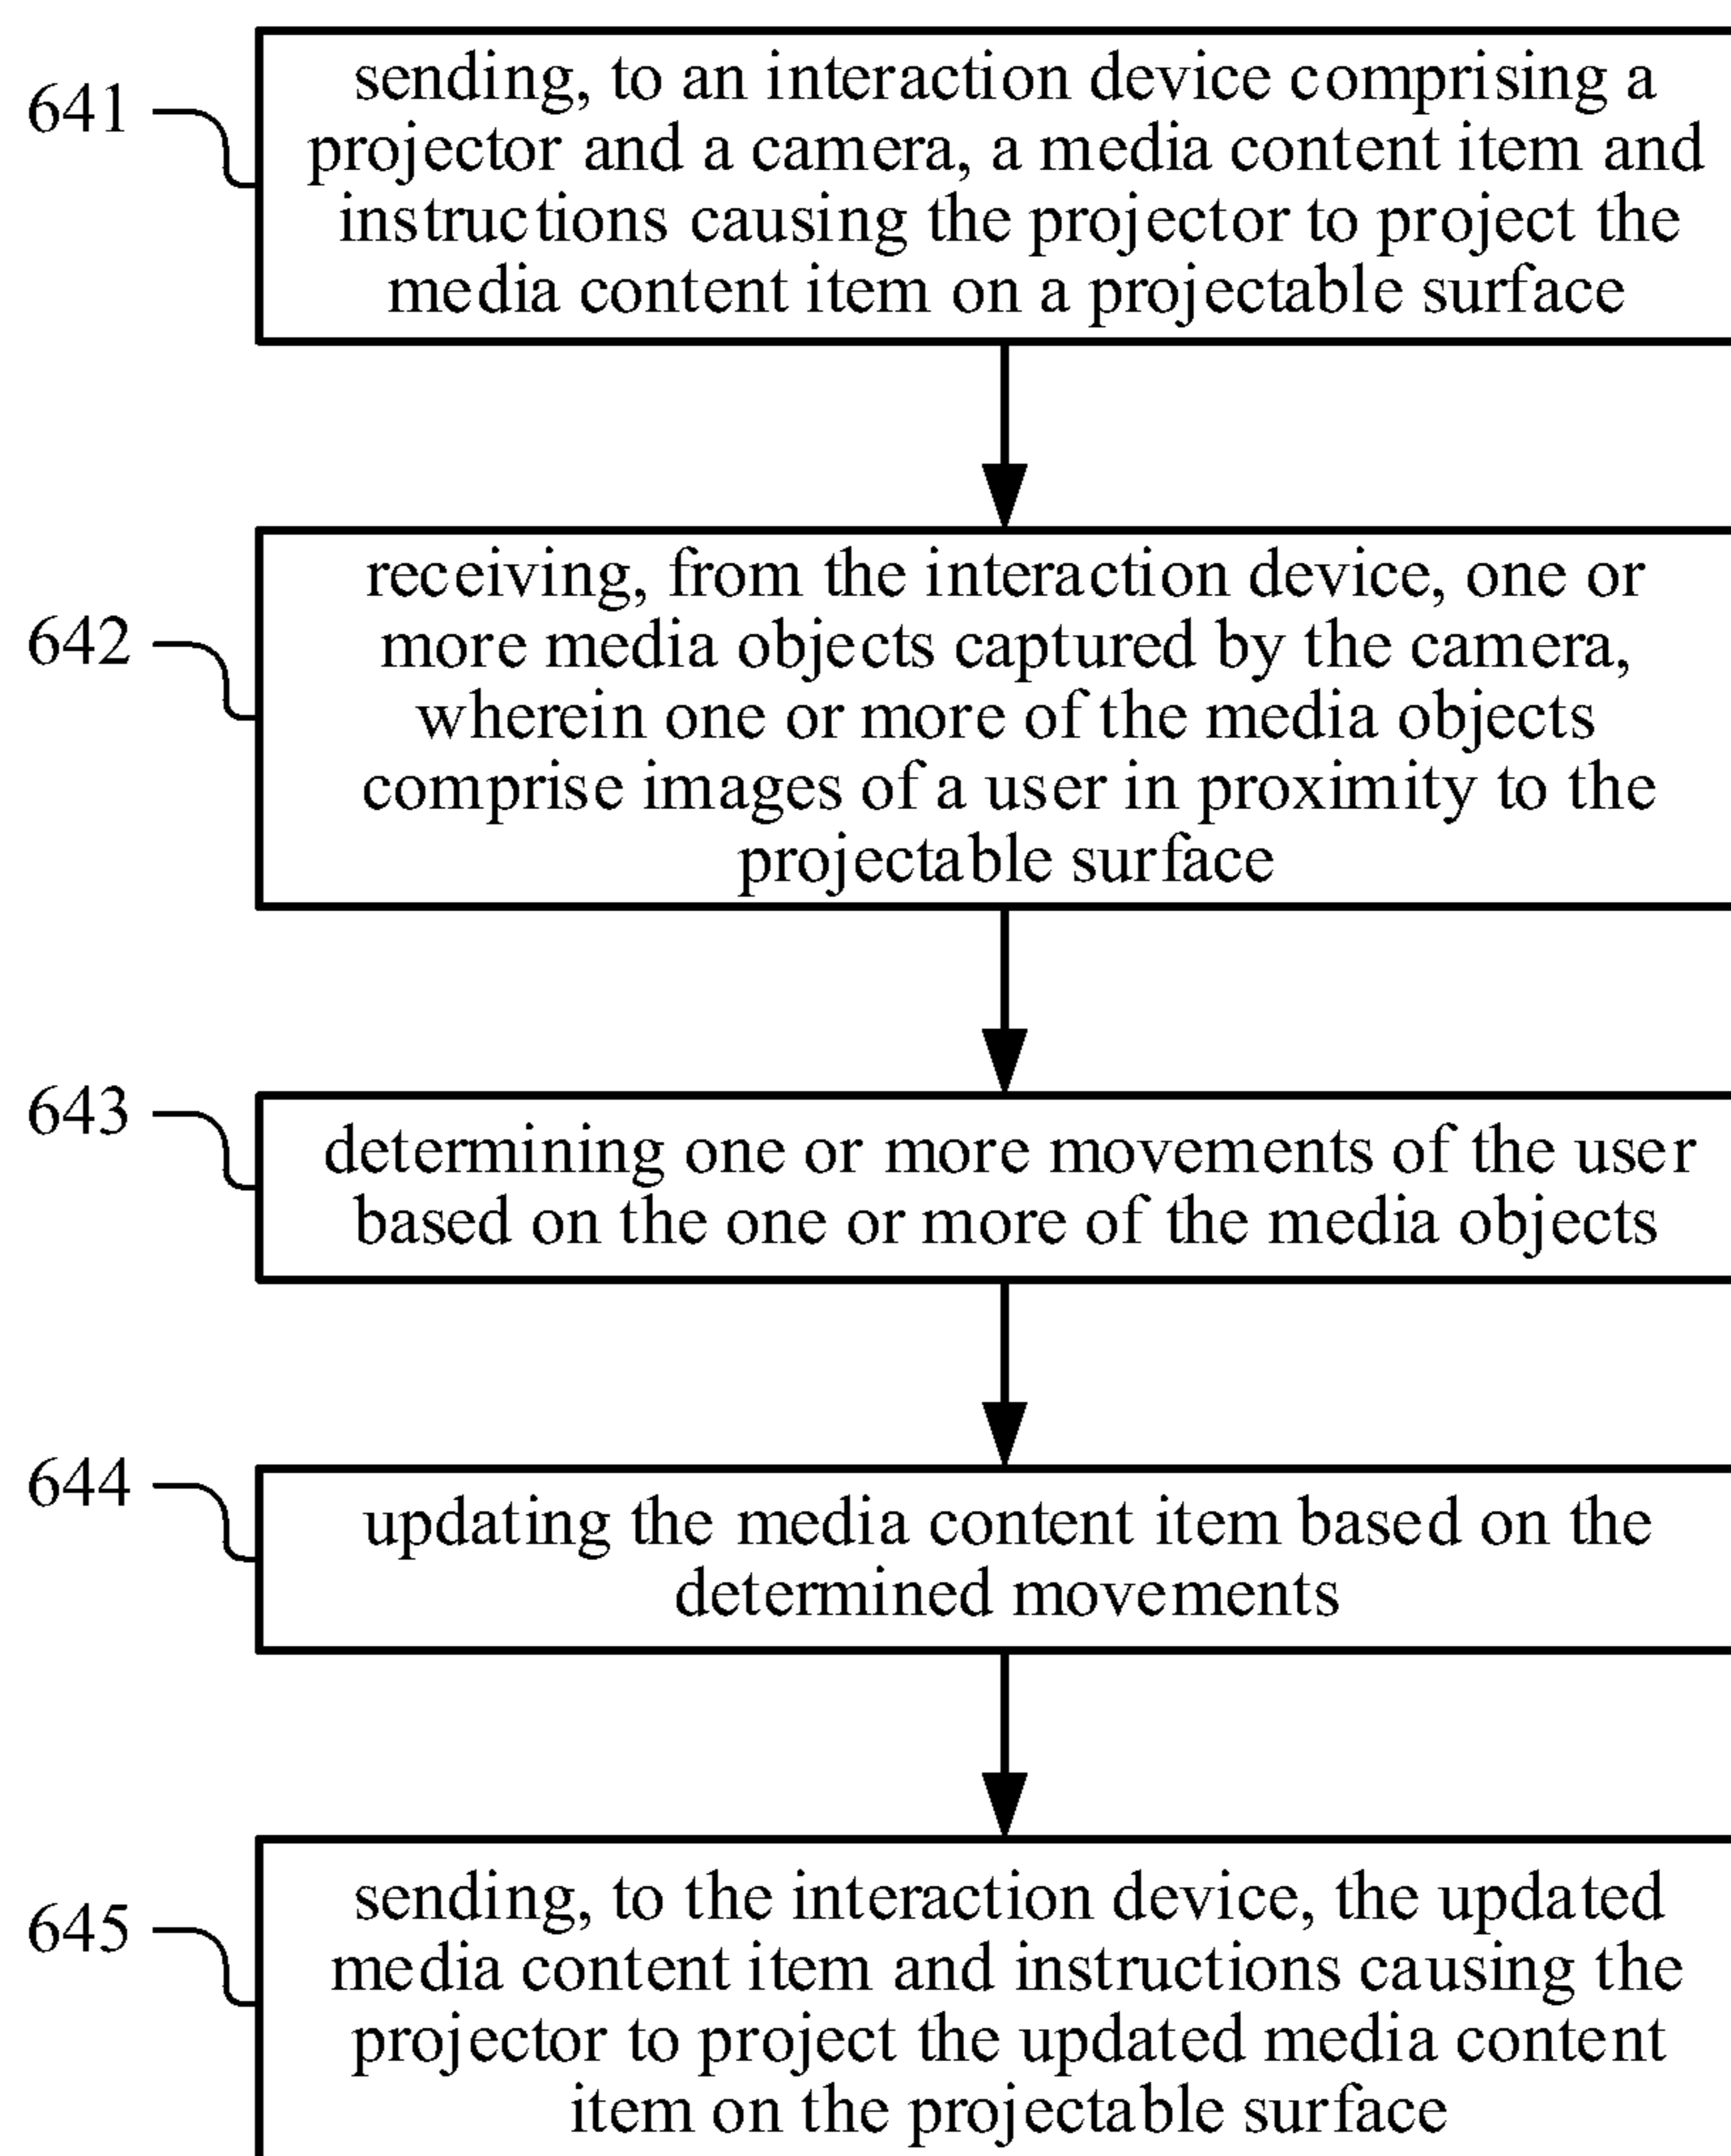 641
sending, to an interaction device comprising a
projector and a camera, a media content item and
instructions causing the projector to project the
media content item on a projectable surface
642
receiving, from the interaction device, one or
more media objects captured by the camera,
wherein one or more of the media objects
comprise images of a user in proximity to the
projectable surface
643
determining one or more movements of the user
based on the one or more of the media objects
644
updating the media content item based on the
determined movements
645
sending, to the interaction device, the updated
media content item and instructions causing the
projector to project the updated media content
item on the projectable surface